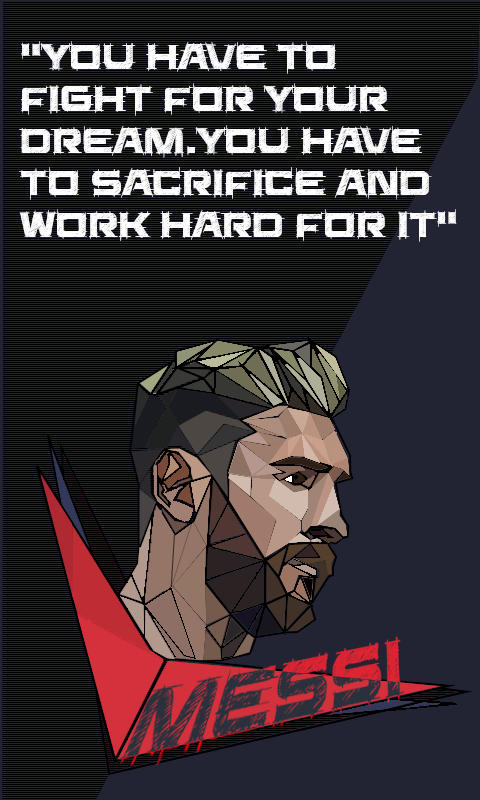 "YOU HAVE TO
FIGHT FOR YOUR
DREAM.YOU HAVE
TO SACRIFICE AND
WORK HARD FOR IT"
MESSI